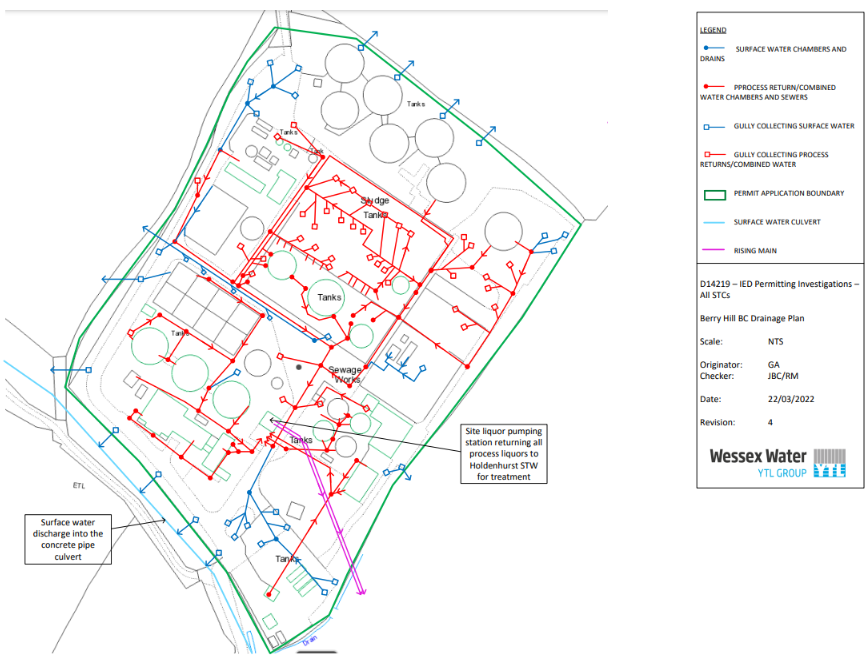 Tanks
Tanks
Tank
Sludge
Tanks
Tanks
Tanks
Sewage
Works
Tanks
Tanks
ETL
Drain
Site liquor pumping
station returning all
process liquors to
Holdenhurst STW
for treatment
Surface water
discharge into the
concrete pipe
culvert
LEGEND
SURFACE WATER CHAMBERS AND
DRAINS
PPROCESS RETURN/COMBINED
WATER CHAMBERS AND SEWERS
GULLY COLLECTING SURFACE WATER
GULLY COLLECTING PROCESS
RETURNS/COMBINED WATER
PERMIT APPLICATION BOUNDARY
SURFACE WATER CULVERT
RISING MAIN
D14219 – IED Permitting Investigations –
All STCs
Berry Hill BC Drainage Plan
Scale: NTS
Originator: GA
Checker: JBC/RM
Date: 22/03/2022
Revision: 4
Wessex Water
YTL GROUP YTL